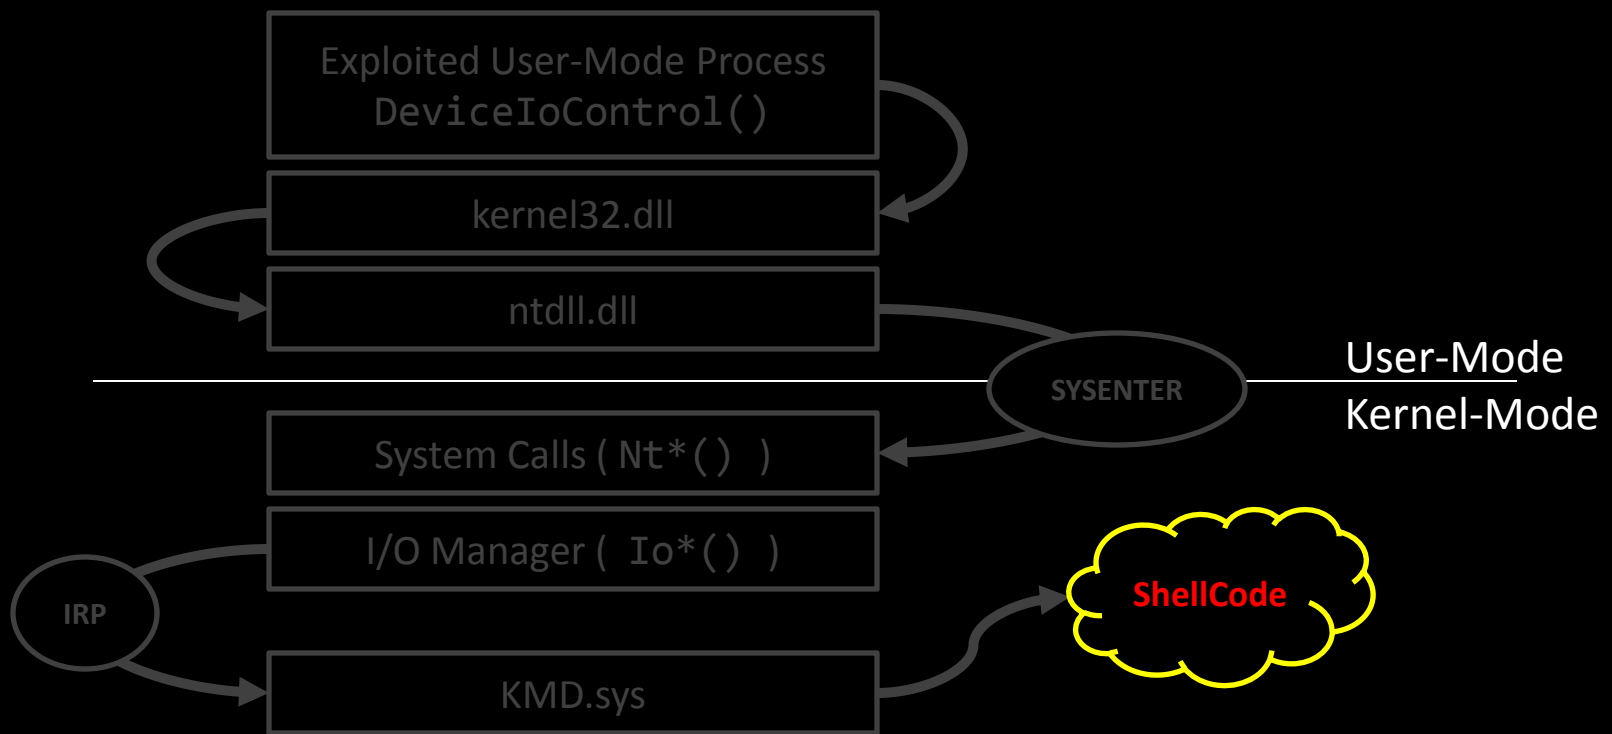 Exploited User-Mode Process
DeviceIoControl()
kernel32.dll
ntdll.dll
User-Mode
SYSENTER
Kernel-Mode
System Calls ( Nt*() )
I/O Manager ( Io*() )
ShellCode
IRP
KMD.sys